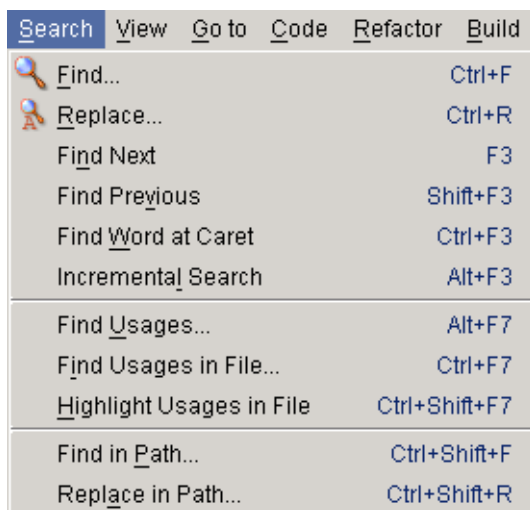 Search View Go to Code Refactor Build
Find... Ctrl+F
Replace... Ctrl+R
Find Next F3
Find Previous Shift+F3
Find Word at Caret Ctrl+F3
Incremental Search Alt+F3
Find Usages... Alt+F7
Find Usages in File... Ctrl+F7
Highlight Usages in File Ctrl+Shift+F7
Find in Path... Ctrl+Shift+F
Replace in Path... Ctrl+Shift+R